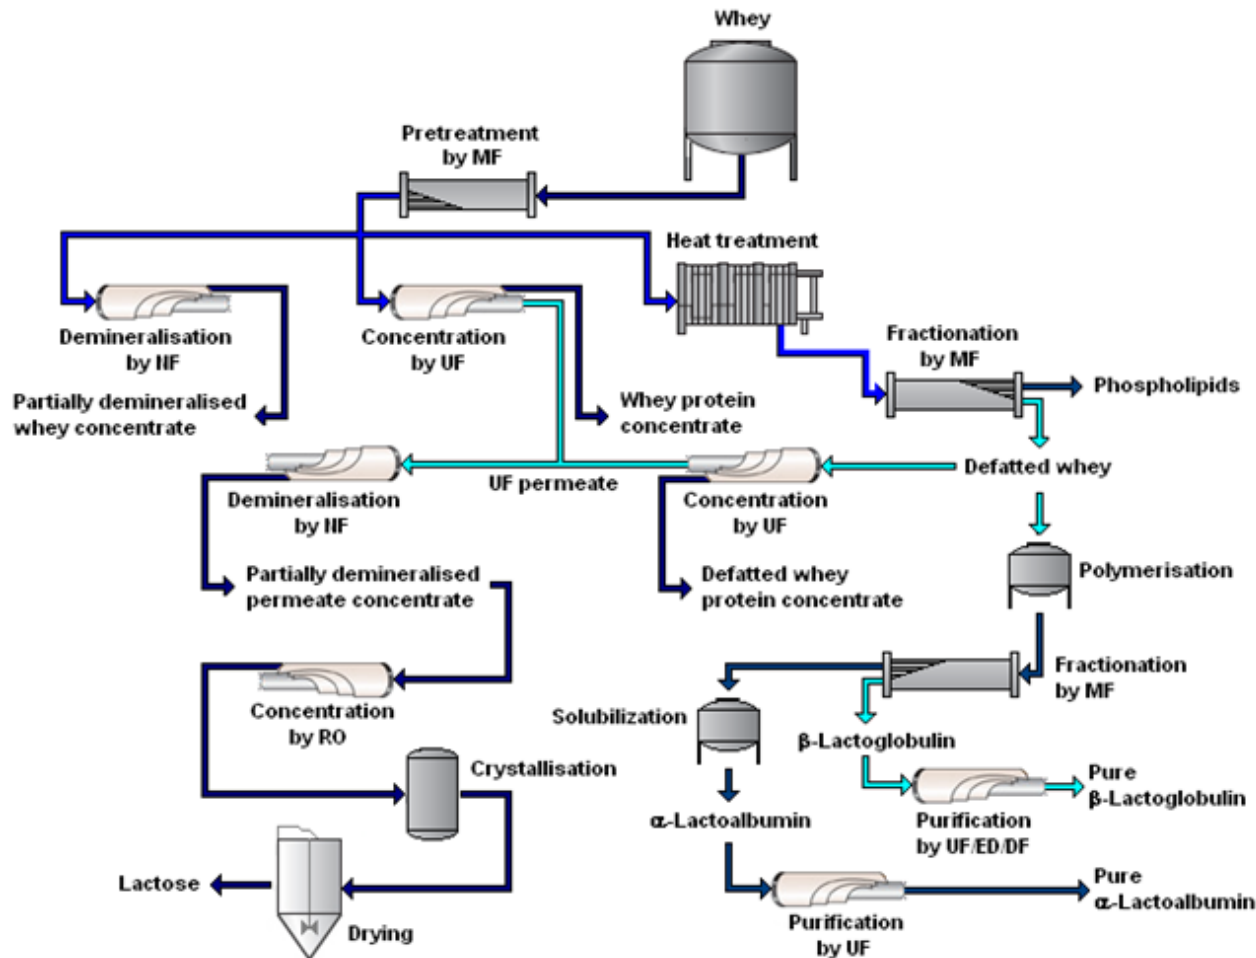 Whey
Pretreatment
by MF
Heat treatment
Demineralisation
by NF
Concentration
by UF
Fractionation
by MF
Phospholipids
Partially demineralised
whey concentrate
Whey protein
concentrate
Defatted whey
UF permeate
Demineralisation
by NF
Concentration
by UF
Polymerisation
Partially demineralised
permeate concentrate
Defatted whey
protein concentrate
Fractionation
by MF
Concentration
by RO
Solubilization
β-Lactoglobulin
Crystallisation
Pure
β-Lactoglobulin
α-Lactoalbumin
Purification
by UF/ED/DF
Lactose
Drying
Purification
by UF
Pure
α-Lactoalbumin